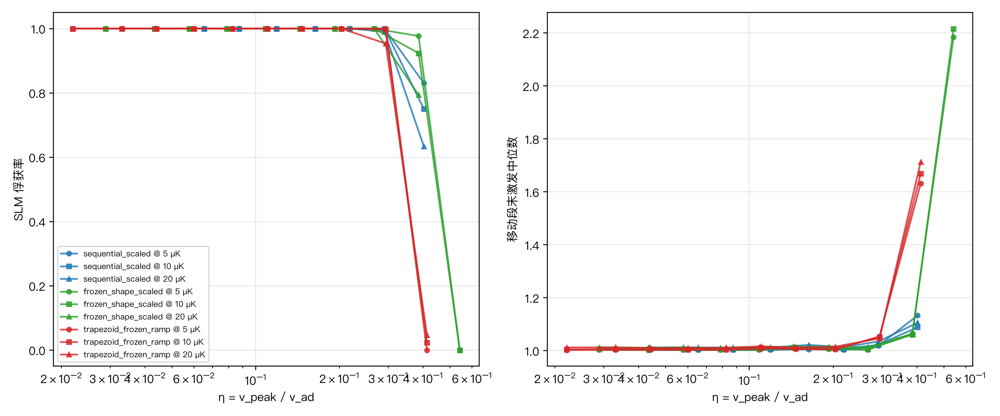 1.0
0.8
0.6
0.4
0.2
0.0
SLM 俘获率
sequential_scaled @ 5 μK
sequential_scaled @ 10 μK
sequential_scaled @ 20 μK
frozen_shape_scaled @ 5 μK
frozen_shape_scaled @ 10 μK
frozen_shape_scaled @ 20 μK
trapezoid_frozen_ramp @ 5 μK
trapezoid_frozen_ramp @ 10 μK
trapezoid_frozen_ramp @ 20 μK
2×10⁻² 3×10⁻² 4×10⁻² 6×10⁻² 10⁻¹ 2×10⁻¹ 3×10⁻¹ 4×10⁻¹ 6×10⁻¹
η = v_peak / v_ad
2.2
2.0
1.8
1.6
1.4
1.2
1.0
移动段末激发中位数
2×10⁻² 3×10⁻² 4×10⁻² 6×10⁻² 10⁻¹ 2×10⁻¹ 3×10⁻¹ 4×10⁻¹ 6×10⁻¹
η = v_peak / v_ad